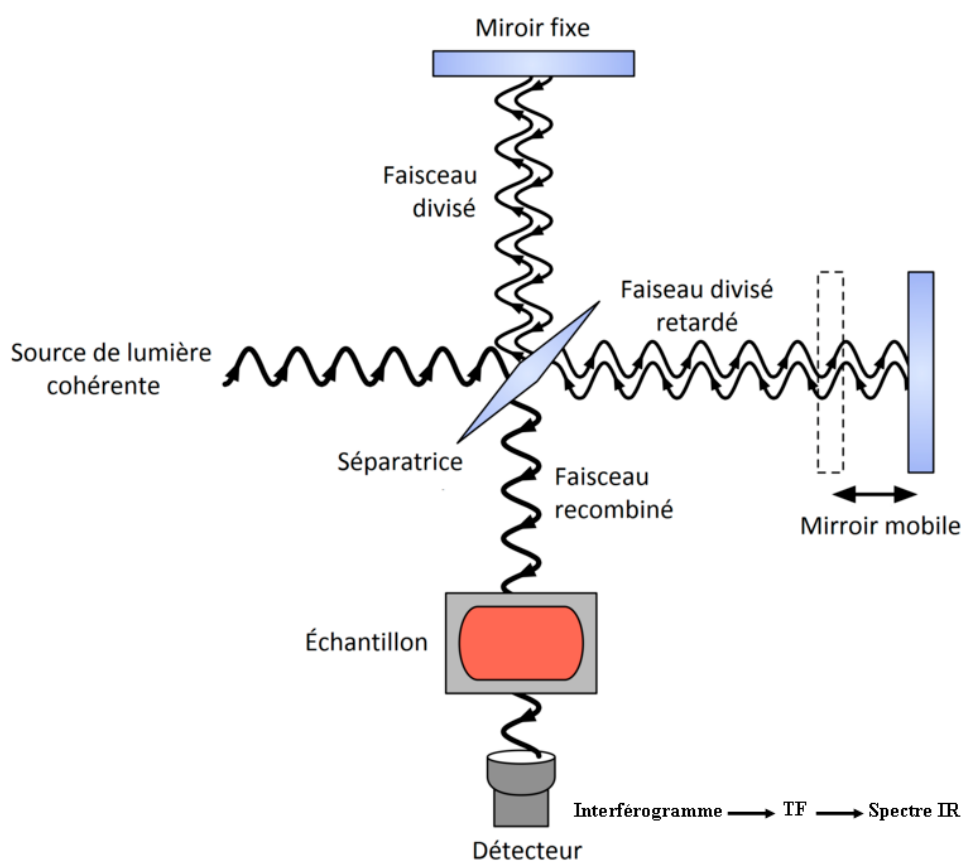 Miroir fixe
Faisceau
divisé
Faiseau divisé
retardé
Source de lumière
cohérente
Séparatrice
Faisceau
recombiné
Mirroir mobile
Échantillon
Interférogramme TF Spectre IR
Détecteur